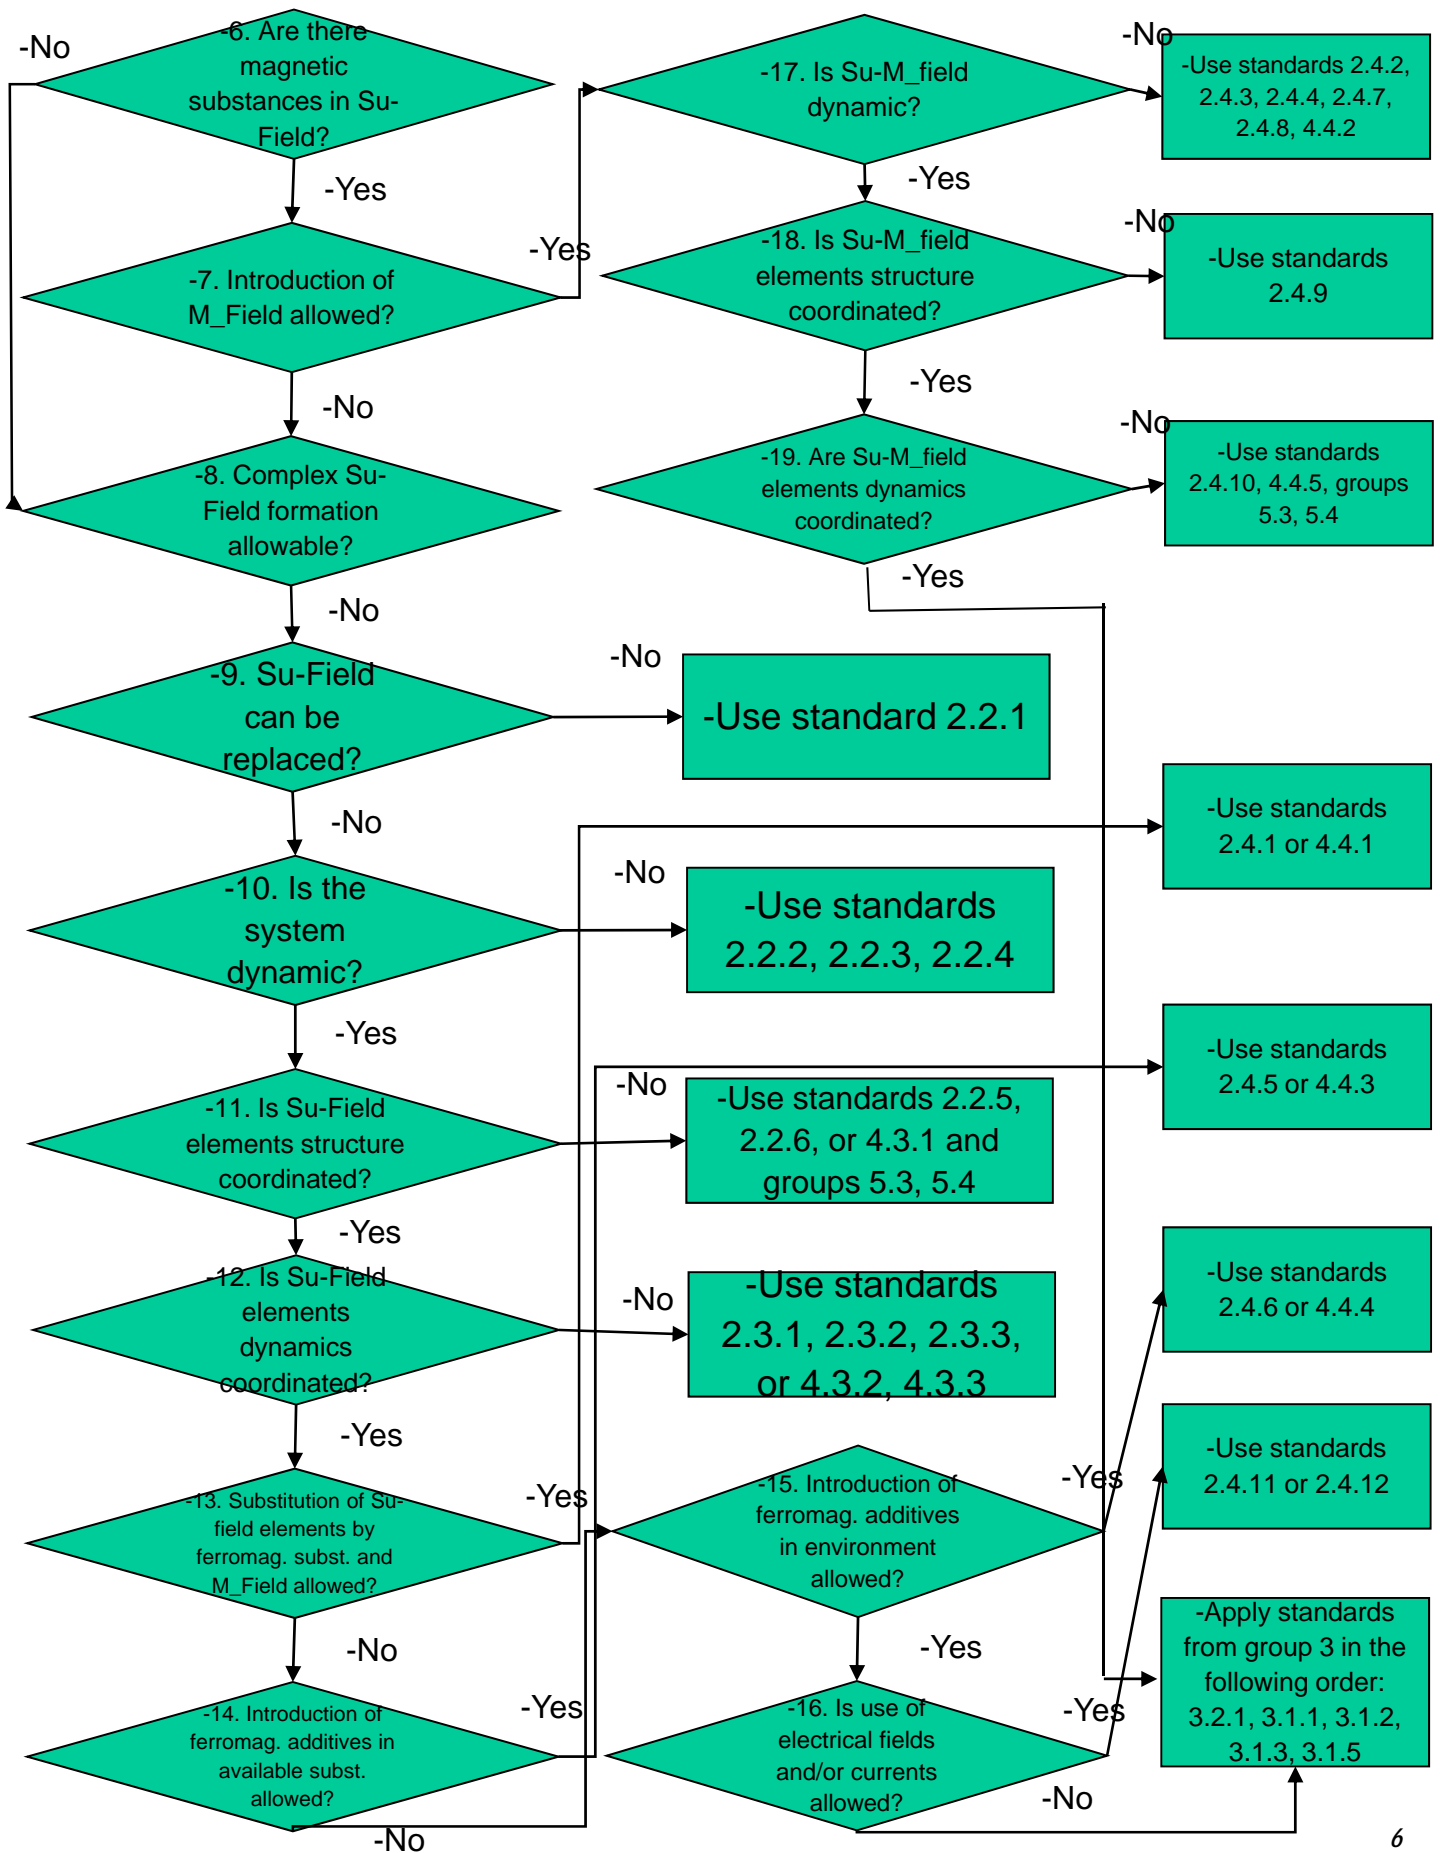 -No
-6. Are there
magnetic
substances in Su-
Field?
-Yes
-7. Introduction of
M_Field allowed?
-Yes
-No
-8. Complex Su-
Field formation
allowable?
-No
-9. Su-Field
can be
replaced?
-No
-Use standard 2.2.1
-No
-10. Is the
system
dynamic?
-No
-Use standards
2.2.2, 2.2.3, 2.2.4
-Yes
-11. Is Su-Field
elements structure
coordinated?
-No
-Use standards 2.2.5,
2.2.6, or 4.3.1 and
groups 5.3, 5.4
-Yes
-12. Is Su-Field
elements
dynamics
coordinated?
-No
-Use standards
2.3.1, 2.3.2, 2.3.3,
or 4.3.2, 4.3.3
-Yes
-13. Substitution of Su-
field elements by
ferromag. subst. and
M_Field allowed?
-Yes
-No
-14. Introduction of
ferromag. additives in
available subst.
allowed?
-Yes
-No
-15. Introduction of
ferromag. additives
in environment
allowed?
-Yes
-Yes
-16. Is use of
electrical fields
and/or currents
allowed?
-Yes
-No
-17. Is Su-M_field
dynamic?
-No
-Use standards 2.4.2,
2.4.3, 2.4.4, 2.4.7,
2.4.8, 4.4.2
-Yes
-18. Is Su-M_field
elements structure
coordinated?
-No
-Use standards
2.4.9
-Yes
-19. Are Su-M_field
elements dynamics
coordinated?
-No
-Use standards
2.4.10, 4.4.5, groups
5.3, 5.4
-Yes
-Use standards
2.4.1 or 4.4.1
-Use standards
2.4.5 or 4.4.3
-Use standards
2.4.6 or 4.4.4
-Use standards
2.4.11 or 2.4.12
-Apply standards
from group 3 in the
following order:
3.2.1, 3.1.1, 3.1.2,
3.1.3, 3.1.5
6